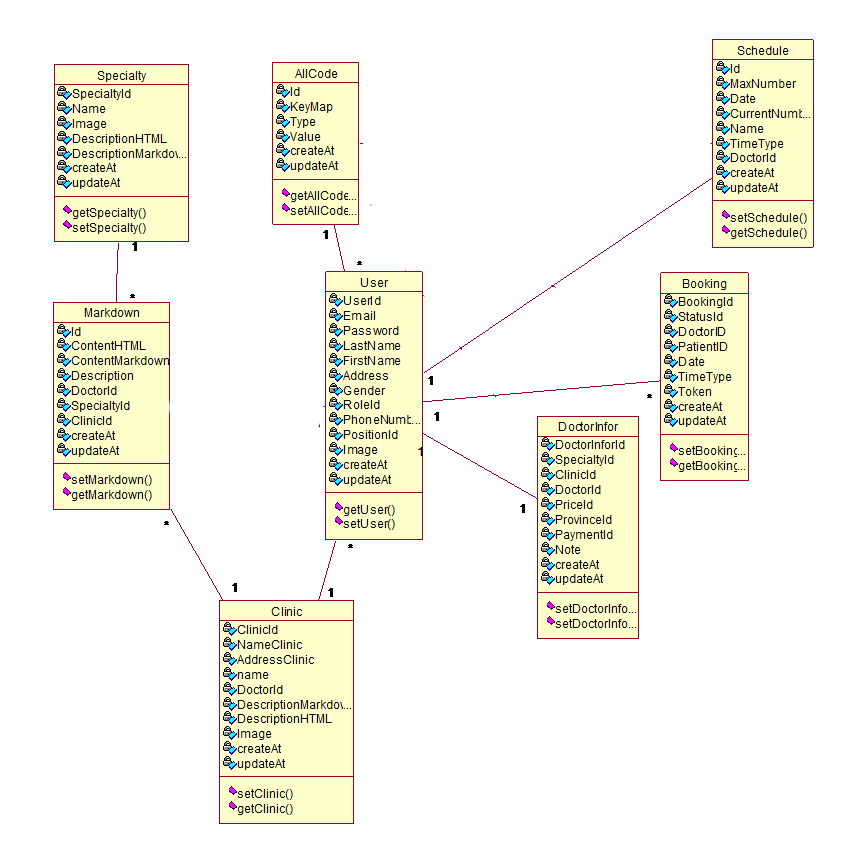 Specialty
SpecialtyId
Name
Image
DescriptionHTML
DescriptionMarkdow...
createAt
updateAt
getSpecialty()
setSpecialty()
1
*
AllCode
Id
KeyMap
Type
Value
createAt
updateAt
getAllCode...
setAllCode...
1
*
Schedule
Id
MaxNumber
Date
CurrentNumb...
Name
TimeType
DoctorId
createAt
updateAt
setSchedule()
getSchedule()
Markdown
Id
ContentHTML
ContentMarkdown
Description
DoctorId
SpecialtyId
ClinicId
createAt
updateAt
setMarkdown()
getMarkdown()
*
1
User
UserId
Email
Password
LastName
FirstName
Address
Gender
RoleId
PhoneNumb...
PositionId
Image
createAt
updateAt
getUser()
setUser()
1
1
*
1
1
*
1
Booking
BookingId
StatusId
DoctorID
PatientID
Date
TimeType
Token
createAt
updateAt
setBooking...
getBooking...
DoctorInfor
DoctorInforId
SpecialtyId
ClinicId
DoctorId
PriceId
ProvinceId
PaymentId
Note
createAt
updateAt
setDoctorInfo...
setDoctorInfo...
Clinic
ClinicId
NameClinic
AddressClinic
name
DoctorId
DescriptionMarkdow...
DescriptionHTML
Image
createAt
updateAt
setClinic()
getClinic()